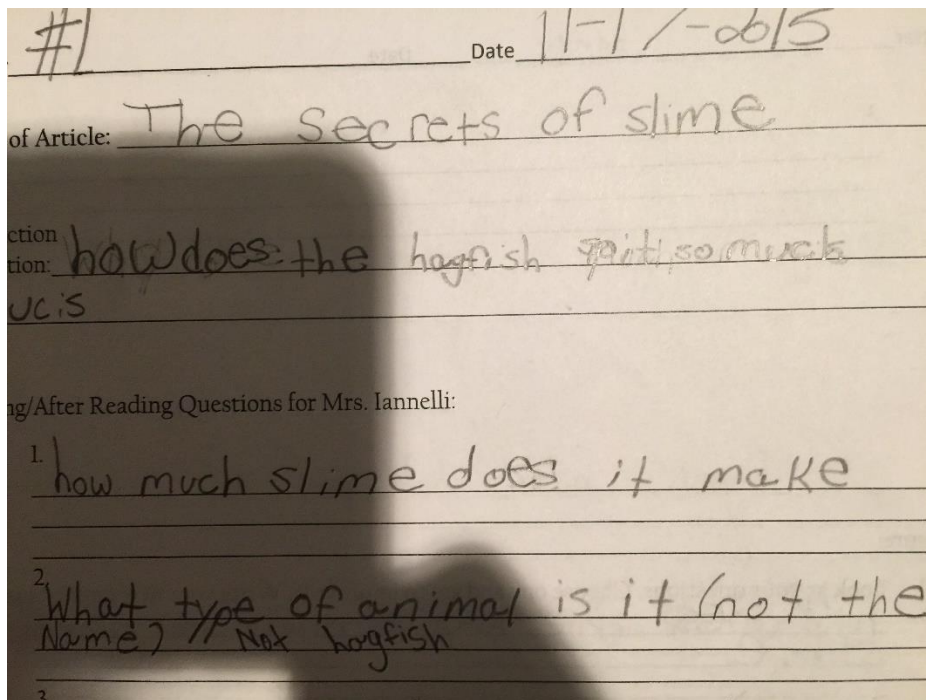 #1 Date 11-1 /-2015
of Article: The Secrets of slime
ction
tion: how does the hagfish spit so much
ucis
ng/After Reading Questions for Mrs. Iannelli:
1. how much slime does it make
2. What type of animal is it (not the
Name) // Not hagfish
3.